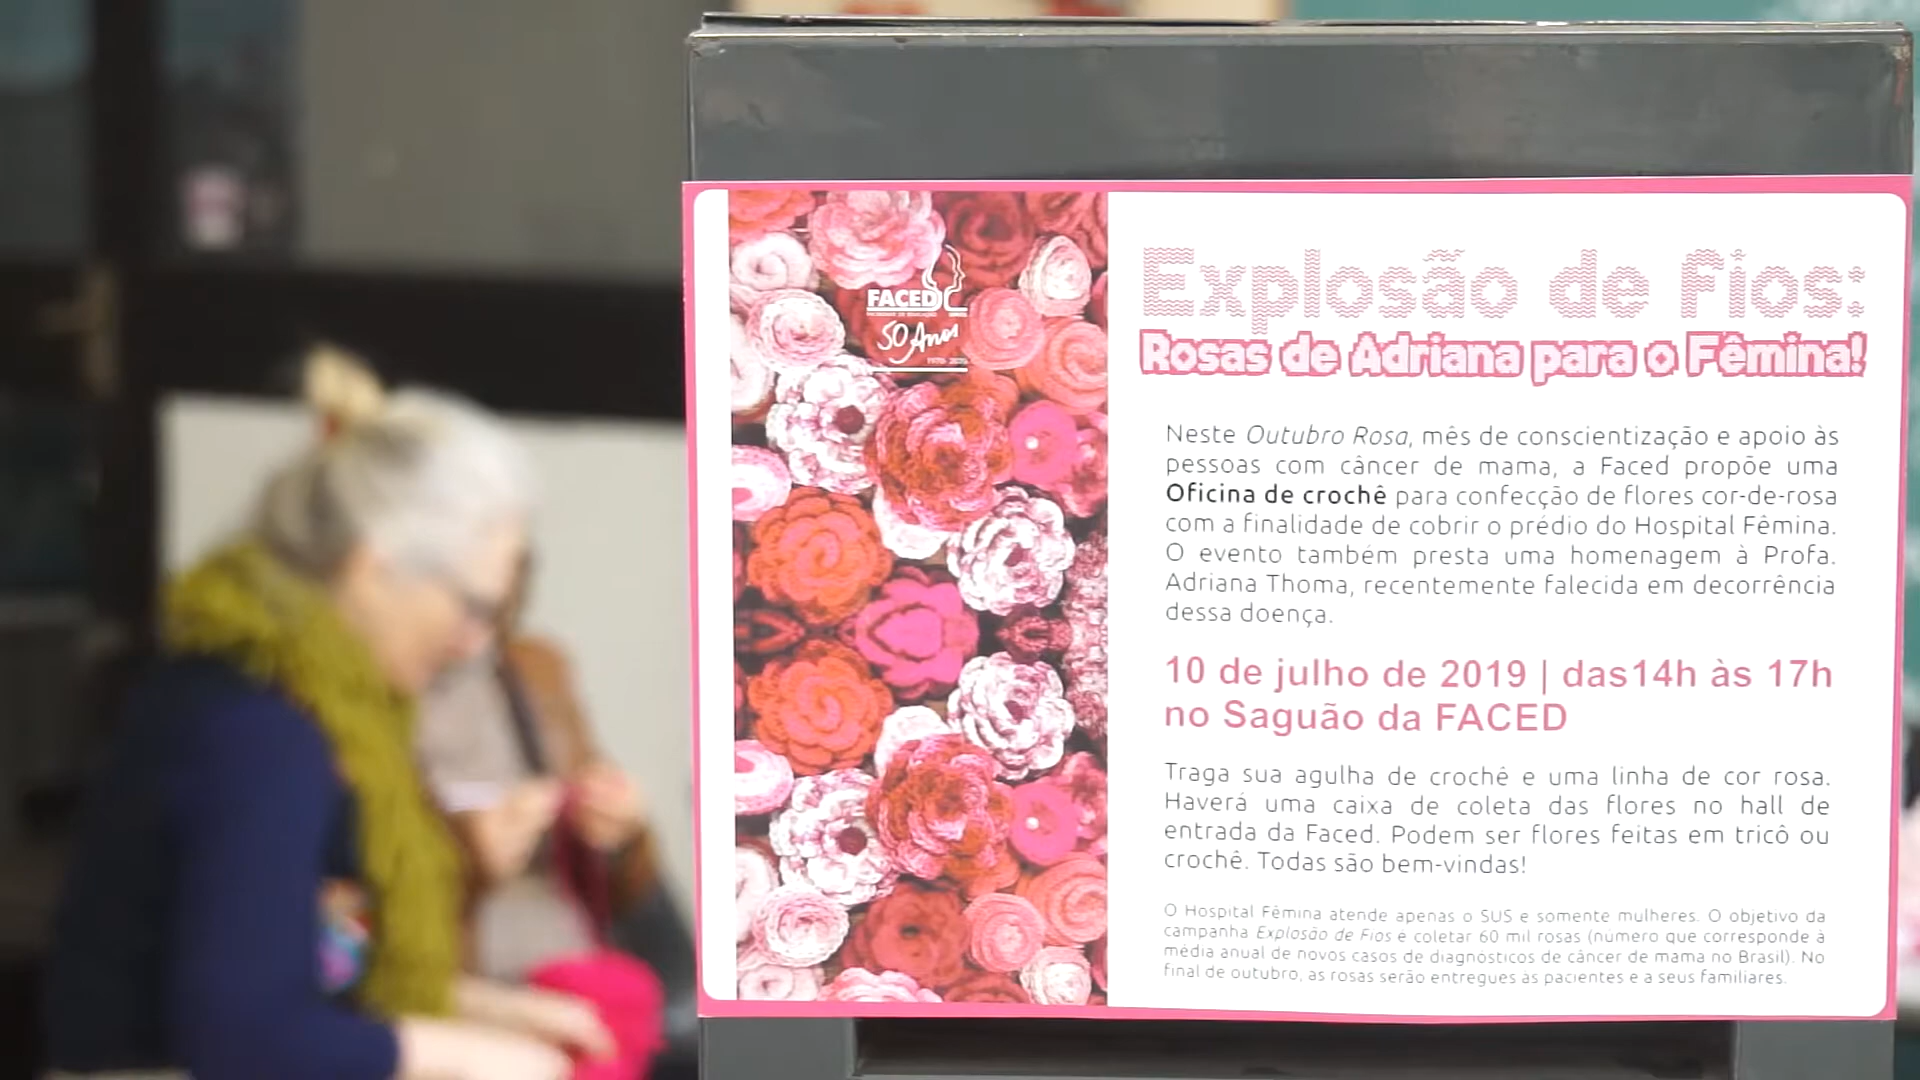 FACED
50 Anos
Explosão de Fios:
Rosas de Adriana para o Fêmina!
Neste Outubro Rosa, mês de conscientização e apoio às
pessoas com câncer de mama, a Faced propõe uma
Oficina de crochê para confecção de flores cor-de-rosa
com a finalidade de cobrir o prédio do Hospital Fêmina.
O evento também presta uma homenagem à Profa.
Adriana Thoma, recentemente falecida em decorrência
dessa doença.
10 de julho de 2019 | das14h às 17h
no Saguão da FACED
Traga sua agulha de crochê e uma linha de cor rosa.
Haverá uma caixa de coleta das flores no hall de
entrada da Faced. Podem ser flores feitas em tricô ou
crochê. Todas são bem-vindas!
O Hospital Fêmina atende apenas o SUS e somente mulheres. O objetivo da
campanha Explosão de Fios é coletar 60 mil rosas (número que corresponde à
média anual de novos casos de diagnósticos de câncer de mama no Brasil). No
final de outubro, as rosas serão entregues às pacientes e a seus familiares.